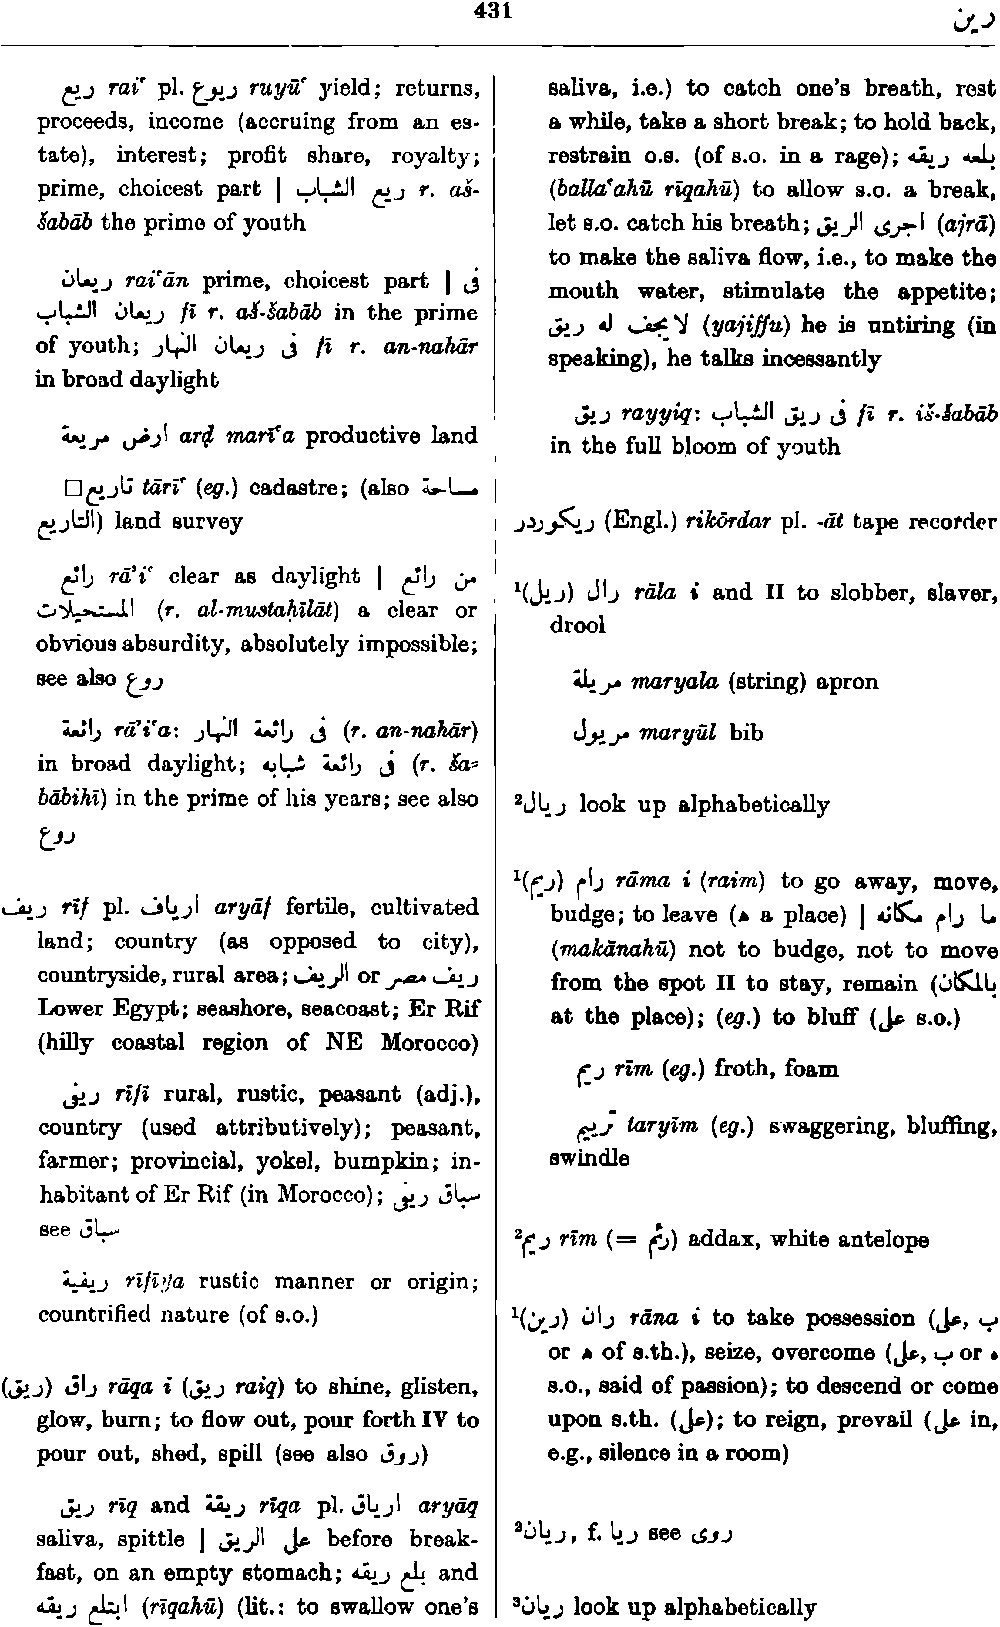 431
رين
ريع rai‘ pl. ريوع ruyū‘ yield; returns,
proceeds, income (accruing from an es-
tate), interest; profit share, royalty;
prime, choicest part | ريع الشباب r. aš-
šabāb the prime of youth
ريعان rai‘ān prime, choicest part | فى
ريعان الشباب fī r. aš-šabāb in the prime
of youth; فى ريعان النهار fī r. an-nahār
in broad daylight
ارض مريعة arḍ marī‘a productive land
□تاريع tārī‘ (eg.) cadastre; (also مساحة
التاريع) land survey
رائع rā’i‘ clear as daylight | من رائع
المستحيلات (r. al-mustaḥīlāt) a clear or
obvious absurdity, absolutely impossible;
see also روع
رائعة rā’i‘a: فى رائعة النهار (r. an-nahār)
in broad daylight; فى رائعة شبابه (r. ša-
bābihī) in the prime of his years; see also
روع
ريف rīf pl. ارياف aryāf fertile, cultivated
land; country (as opposed to city),
countryside, rural area; الريف or ريف مصر
Lower Egypt; seashore, seacoast; Er Rif
(hilly coastal region of NE Morocco)
ريفى rīfī rural, rustic, peasant (adj.),
country (used attributively); peasant,
farmer; provincial, yokel, bumpkin; in-
habitant of Er Rif (in Morocco); سباق ريفى
see سباق
ريفية rīfīya rustic manner or origin;
countrified nature (of s.o.)
(ريق) راق rāqa i (ريق raiq) to shine, glisten,
glow, burn; to flow out, pour forth IV to
pour out, shed, spill (see also روق)
ريق rīq and ريقة rīqa pl. ارياق aryāq
saliva, spittle | على الريق before break-
fast, on an empty stomach; بلع ريقه and
ابتلع ريقه (rīqahū) (lit.: to swallow one's
saliva, i.e.) to catch one's breath, rest
a while, take a short break; to hold back,
restrain o.s. (of s.o. in a rage); بلعه ريقه
(balla‘ahū rīqahū) to allow s.o. a break,
let s.o. catch his breath; اجرى الريق (ajrā)
to make the saliva flow, i.e., to make the
mouth water, stimulate the appetite;
لا يجف له ريق (yajiffu) he is untiring (in
speaking), he talks incessantly
ريق rayyiq: فى ريق الشباب fī r. iš-šabāb
in the full bloom of youth
ريكوردر (Engl.) rikōrdar pl. -āt tape recorder
¹(ريل) رال rāla i and II to slobber, slaver,
drool
مريلة maryala (string) apron
مريول maryūl bib
²ريال look up alphabetically
¹(ريم) رام rāma i (raim) to go away, move,
budge; to leave (ه a place) | ما رام مكانه
(makānahū) not to budge, not to move
from the spot II to stay, remain (بالمكان
at the place); (eg.) to bluff (على s.o.)
ريم rīm (eg.) froth, foam
تريم taryīm (eg.) swaggering, bluffing,
swindle
²ريم rīm (= رئم) addax, white antelope
¹(رين) ران rāna i to take possession (على, ب
or ه of s.th.), seize, overcome (على, ب or ه
s.o., said of passion); to descend or come
upon s.th. (على); to reign, prevail (على in,
e.g., silence in a room)
²ريان, f. ريا see روى
³ريان look up alphabetically